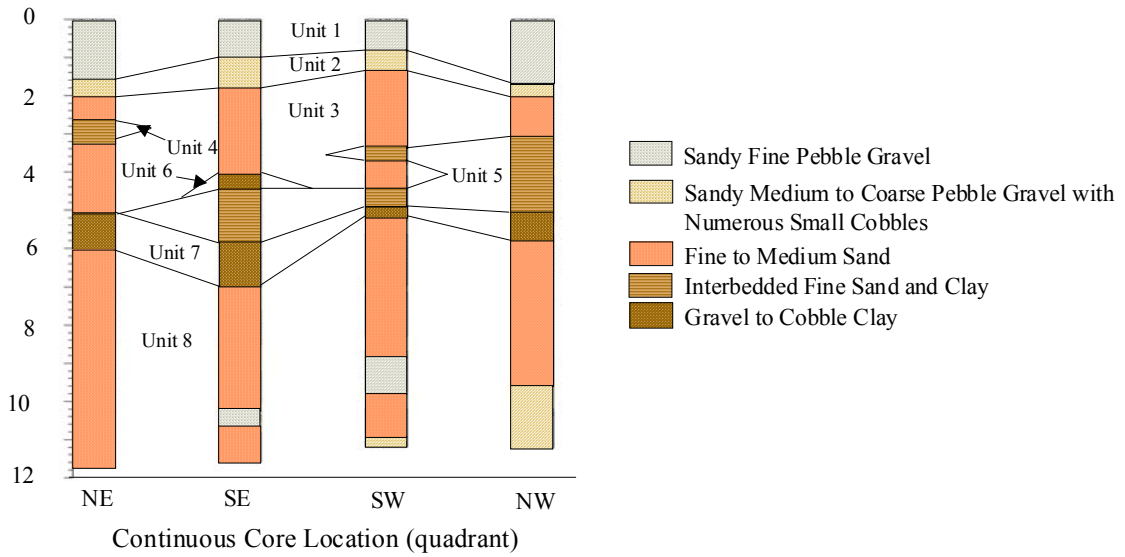 0
2
4
6
8
10
12
Unit 1
Unit 2
Unit 3
Unit 4
Unit 6
Unit 5
Unit 7
Unit 8
NE SE SW NW
Continuous Core Location (quadrant)
Sandy Fine Pebble Gravel
Sandy Medium to Coarse Pebble Gravel with
Numerous Small Cobbles
Fine to Medium Sand
Interbedded Fine Sand and Clay
Gravel to Cobble Clay